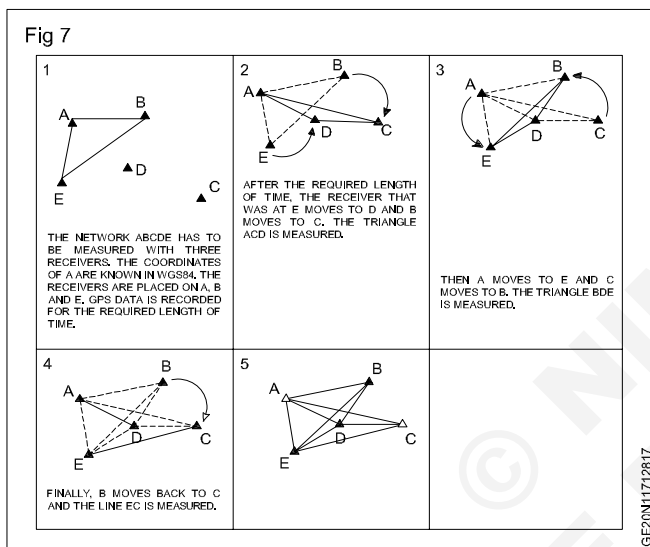 Fig 7
1
A
B
D
E
C
THE NETWORK ABCDE HAS TO
BE MEASURED WITH THREE
RECEIVERS. THE COORDINATES
OF A ARE KNOWN IN WGS84. THE
RECEIVERS ARE PLACED ON A, B
AND E. GPS DATA IS RECORDED
FOR THE REQUIRED LENGTH OF
TIME.
2
B
A
D
C
E
AFTER THE REQUIRED LENGTH
OF TIME, THE RECEIVER THAT
WAS AT E MOVES TO D AND B
MOVES TO C. THE TRIANGLE
ACD IS MEASURED.
3
B
A
D
C
E
THEN A MOVES TO E AND C
MOVES TO B. THE TRIANGLE BDE
IS MEASURED.
4
B
A
D
C
E
FINALLY, B MOVES BACK TO C
AND THE LINE EC IS MEASURED.
5
B
A
D
C
E
©
GE20N11712817